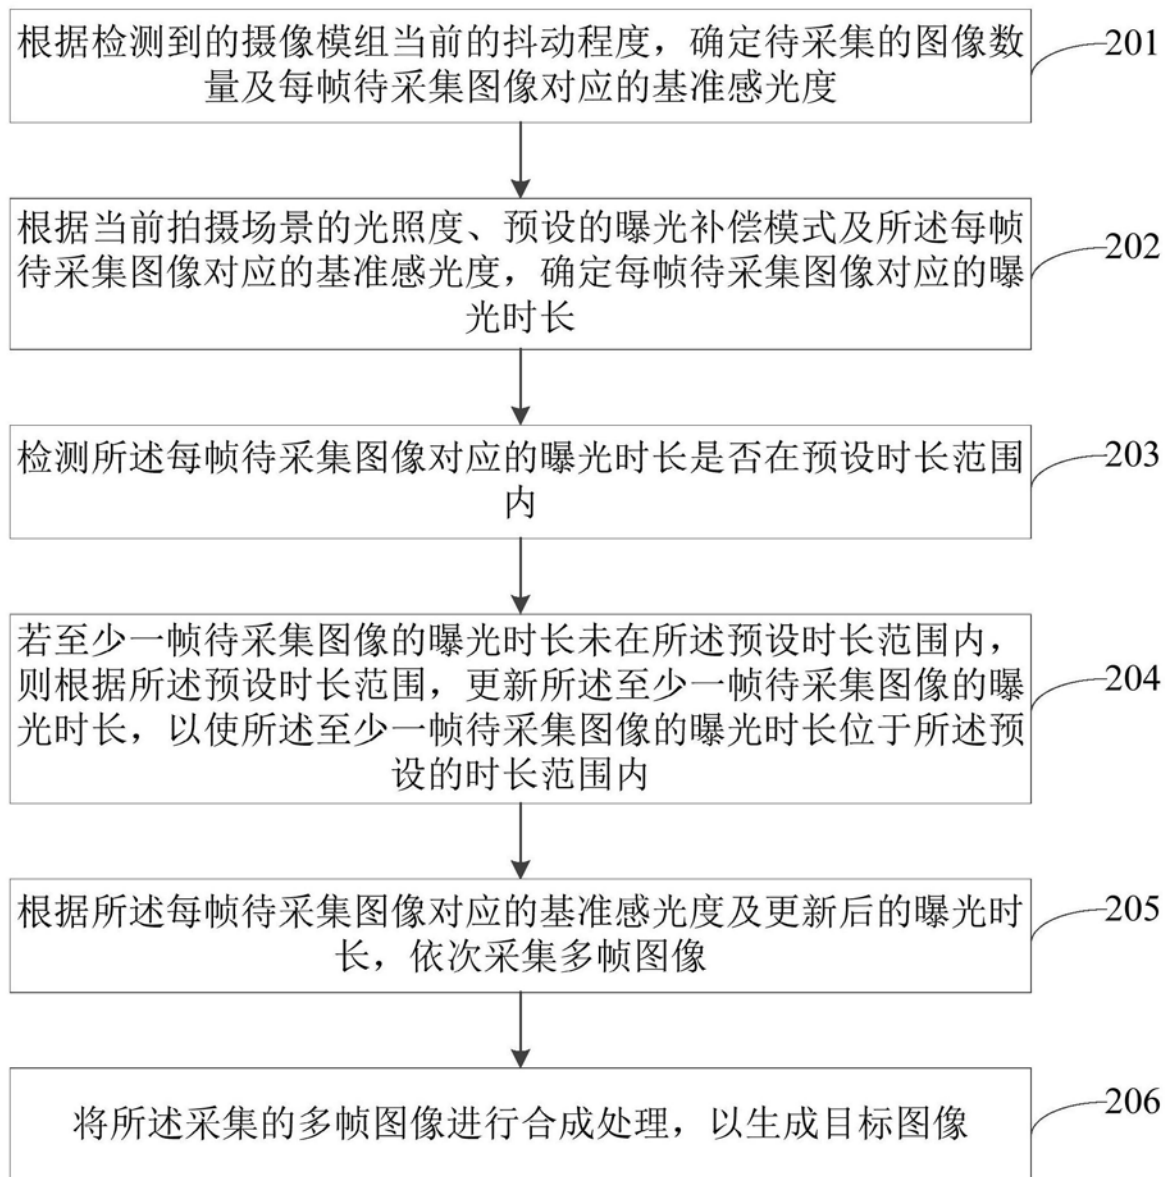 根据检测到的摄像模组当前的抖动程度，确定待采集的图像数
量及每帧待采集图像对应的基准感光度
201
根据当前拍摄场景的光照度、预设的曝光补偿模式及所述每帧
待采集图像对应的基准感光度，确定每帧待采集图像对应的曝
光时长
202
检测所述每帧待采集图像对应的曝光时长是否在预设时长范围
内
203
若至少一帧待采集图像的曝光时长未在所述预设时长范围内，
则根据所述预设时长范围，更新所述至少一帧待采集图像的曝
光时长，以使所述至少一帧待采集图像的曝光时长位于所述预
设的时长范围内
204
根据所述每帧待采集图像对应的基准感光度及更新后的曝光时
长，依次采集多帧图像
205
将所述采集的多帧图像进行合成处理，以生成目标图像
206